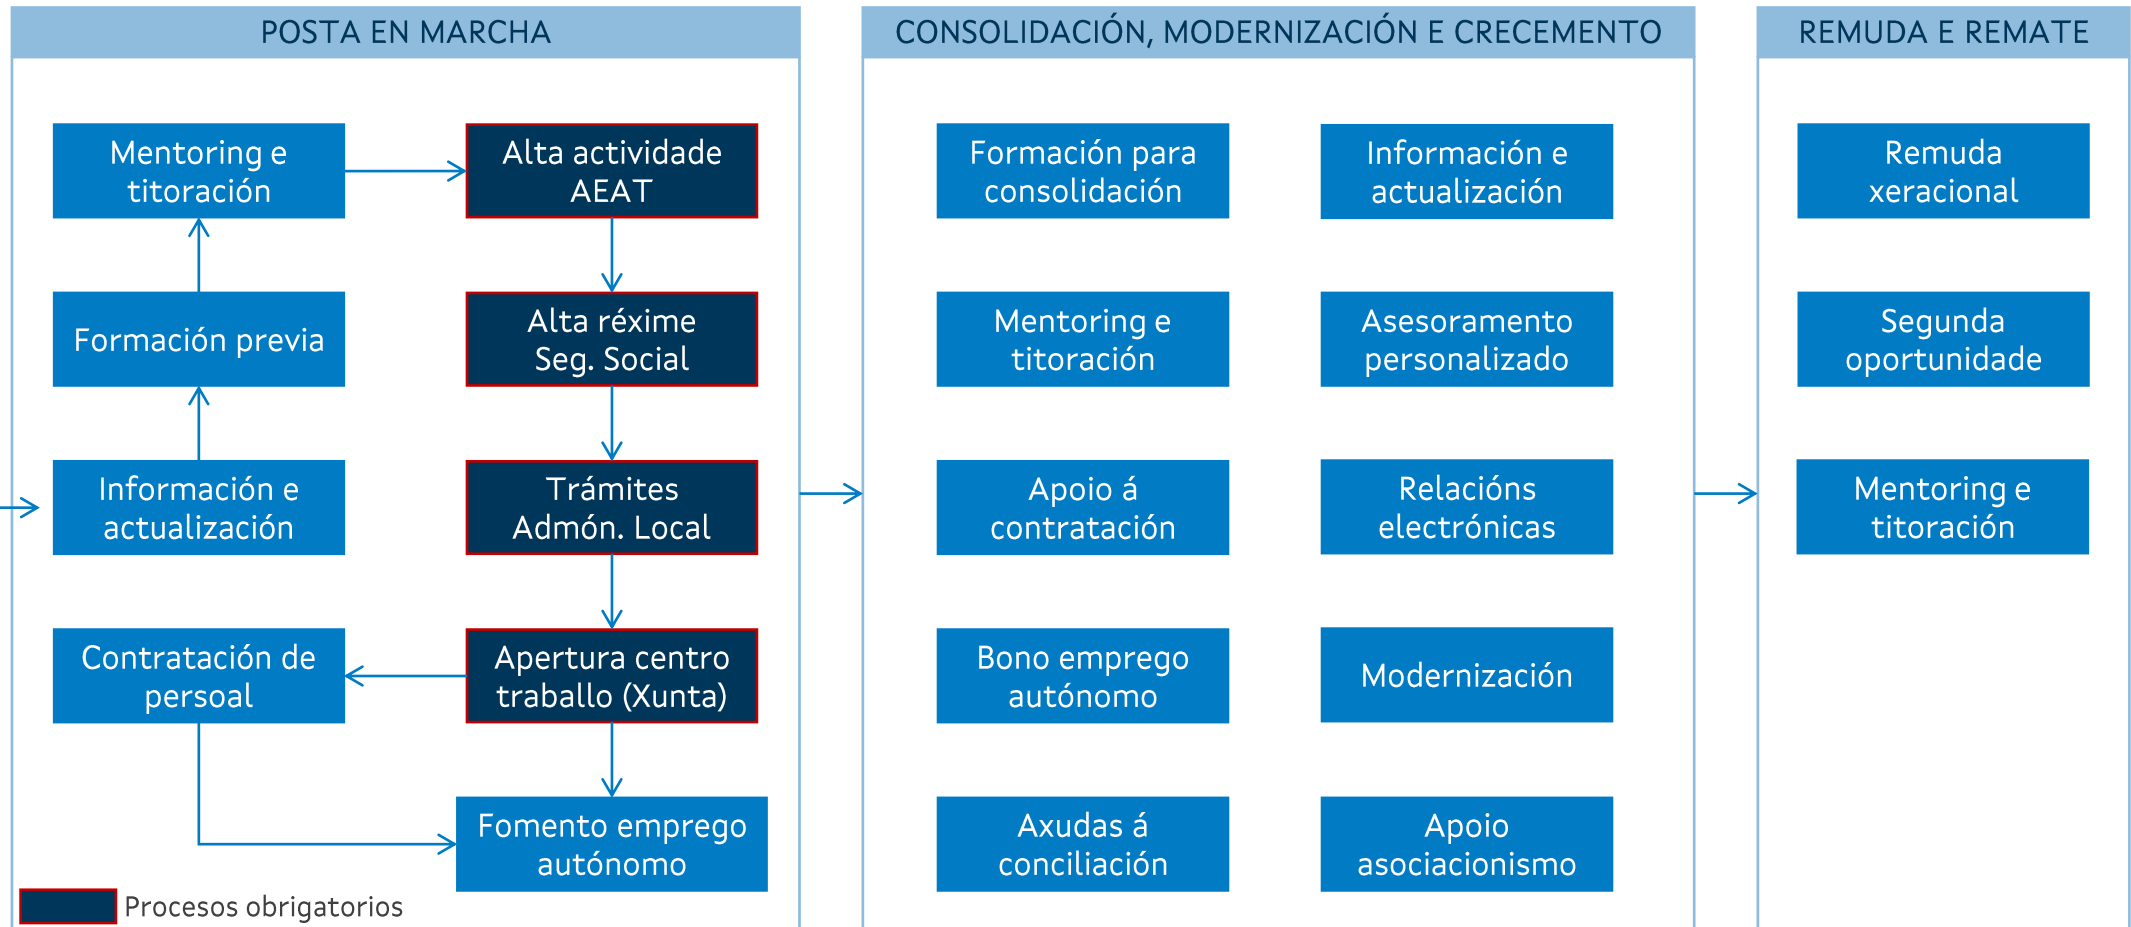 POSTA EN MARCHA
Mentoring e
titoración
Alta actividade
AEAT
Formación previa
Alta réxime
Seg. Social
Información e
actualización
Trámites
Admón. Local
Contratación de
persoal
Apertura centro
traballo (Xunta)
Fomento emprego
autónomo
Procesos obrigatorios
CONSOLIDACIÓN, MODERNIZACIÓN E CRECEMENTO
Formación para
consolidación
Información e
actualización
Mentoring e
titoración
Asesoramento
personalizado
Apoio á
contratación
Relacións
electrónicas
Bono emprego
autónomo
Modernización
Axudas á
conciliación
Apoio
asociacionismo
REMUDA E REMATE
Remuda
xeracional
Segunda
oportunidade
Mentoring e
titoración